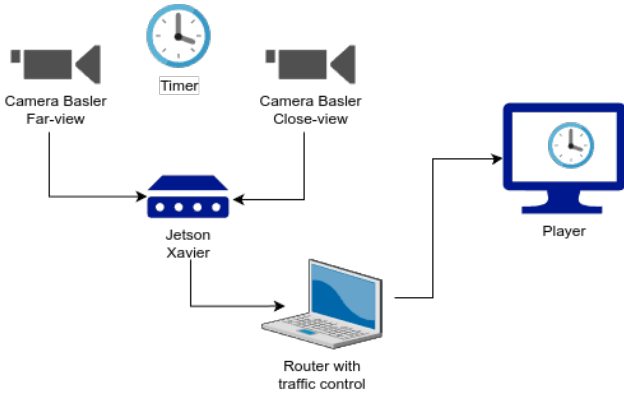 Timer
Camera Basler
Far-view
Camera Basler
Close-view
Jetson
Xavier
Player
Router with
traffic control